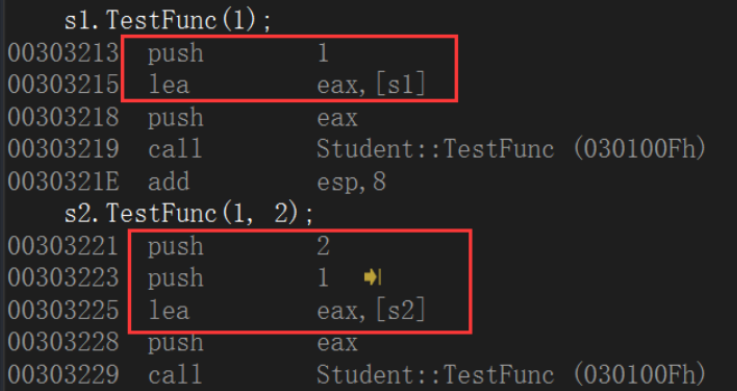 s1.TestFunc(1);
00303213 push 1
00303215 lea eax,[s1]
00303218 push eax
00303219 call Student::TestFunc (030100Fh)
0030321E add esp,8
s2.TestFunc(1, 2);
00303221 push 2
00303223 push 1
00303225 lea eax,[s2]
00303228 push eax
00303229 call Student::TestFunc (030100Fh)